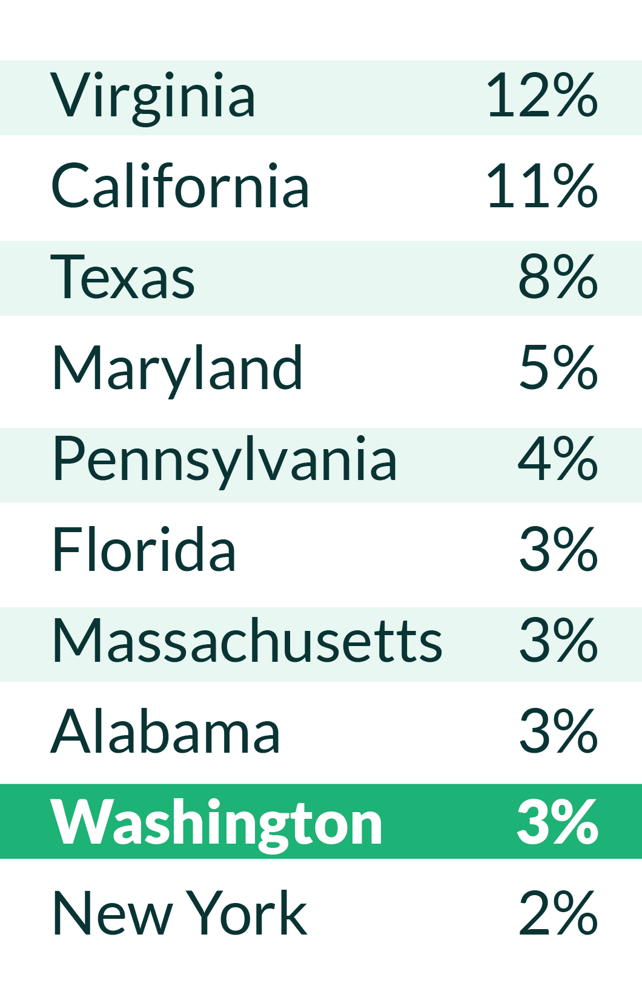 Virginia 12%
California 11%
Texas 8%
Maryland 5%
Pennsylvania 4%
Florida 3%
Massachusetts 3%
Alabama 3%
Washington 3%
New York 2%